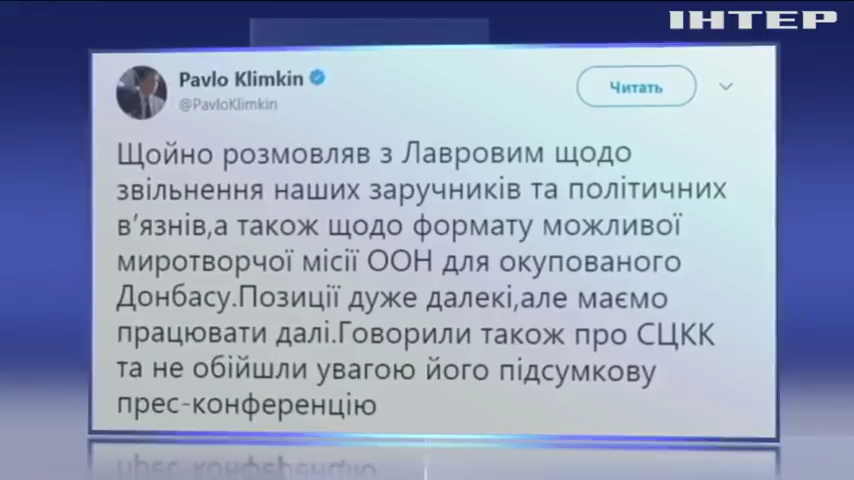 ІНТЕР
Pavlo Klimkin
@PavloKlimkin
Читать
Щойно розмовляв з Лавровим щодо
звільнення наших заручників та політичних
в’язнів,а також щодо формату можливої
миротворчої місії ООН для окупованого
Донбасу.Позиції дуже далекі,але маємо
працювати далі.Говорили також про СЦКК
та не обійшли увагою його підсумкову
прес-конференцію